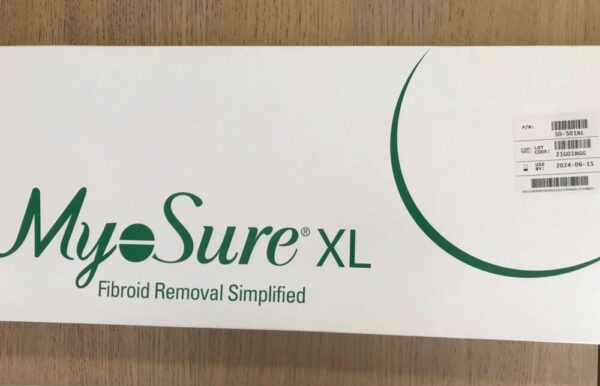 P/N:
50-501XL
LOT
CODE:
21G01RGG
USE
BY:
2024-06-15
MyoSure® XL
Fibroid Removal Simplified